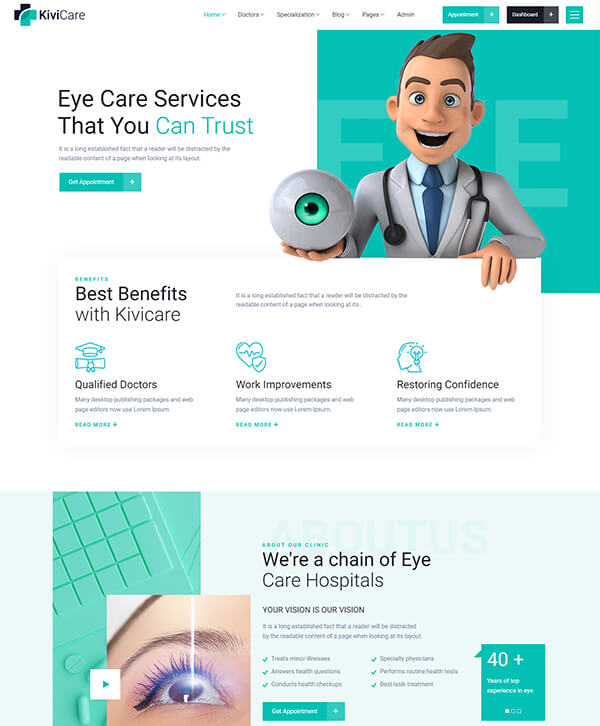 KiviCare
Home Doctors Specialization Blog Pages Admin
Appointment +
Dashboard +
EYE
Eye Care Services
That You Can Trust
It is a long established fact that a reader will be distracted by the
readable content of a page when looking at its layout.
Get Appointment +
BENEFITS
Best Benefits
with Kivicare
It is a long established fact that a reader will be distracted by the
readable content of a page when looking at its .
Qualified Doctors
Many desktop publishing packages and web
page editors now use Lorem Ipsum.
READ MORE +
Work Improvements
Many desktop publishing packages and web
page editors now use Lorem Ipsum.
READ MORE +
Restoring Confidence
Many desktop publishing packages and web
page editors now use Lorem Ipsum.
READ MORE +
ABOUTUS
ABOUT OUR CLINIC
We're a chain of Eye
Care Hospitals
YOUR VISION IS OUR VISION
It is a long established fact that a reader will be distracted
by the readable content of a page when looking at its layout.
Treats minor illnesses
Answers health questions
Conducts health checkups
Specialty physicians
Performs routine health tests
Best lasik treatment
Get Appointment +
40 +
Years of top
experience in eye